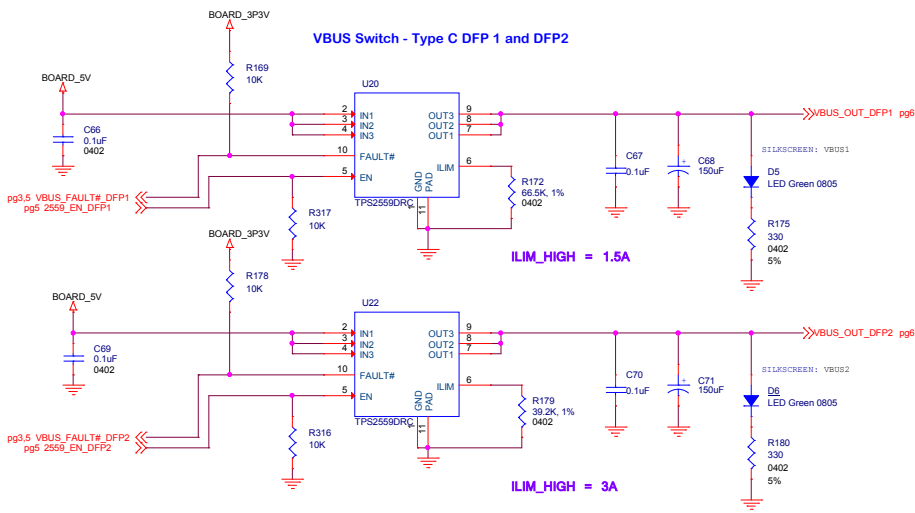 VBUS Switch - Type C DFP 1 and DFP2
BOARD_3P3V
R169
10K
BOARD_5V
C66
0.1uF
0402
U20
2
3
4
10
5
IN1
IN2
IN3
FAULT#
EN
OUT3
OUT2
OUT1
ILIM
GND
PAD
9
8
7
6
11
TPS2559DRC
VBUS_OUT_DFP1 pg6
C67
0.1uF
C68
150uF
SILKSCREEN: VBUS1
D5
LED Green 0805
R172
66.5K, 1%
0402
R175
330
0402
5%
pg3,5 VBUS_FAULT#_DFP1
pg5 2559_EN_DFP1
R317
10K
ILIM_HIGH = 1.5A
BOARD_3P3V
R178
10K
BOARD_5V
C69
0.1uF
0402
U22
2
3
4
10
5
IN1
IN2
IN3
FAULT#
EN
OUT3
OUT2
OUT1
ILIM
GND
PAD
9
8
7
6
11
TPS2559DRC
VBUS_OUT_DFP2 pg6
C70
0.1uF
C71
150uF
SILKSCREEN: VBUS2
D6
LED Green 0805
R179
39.2K, 1%
0402
R180
330
0402
5%
pg3,5 VBUS_FAULT#_DFP2
pg5 2559_EN_DFP2
R316
10K
ILIM_HIGH = 3A